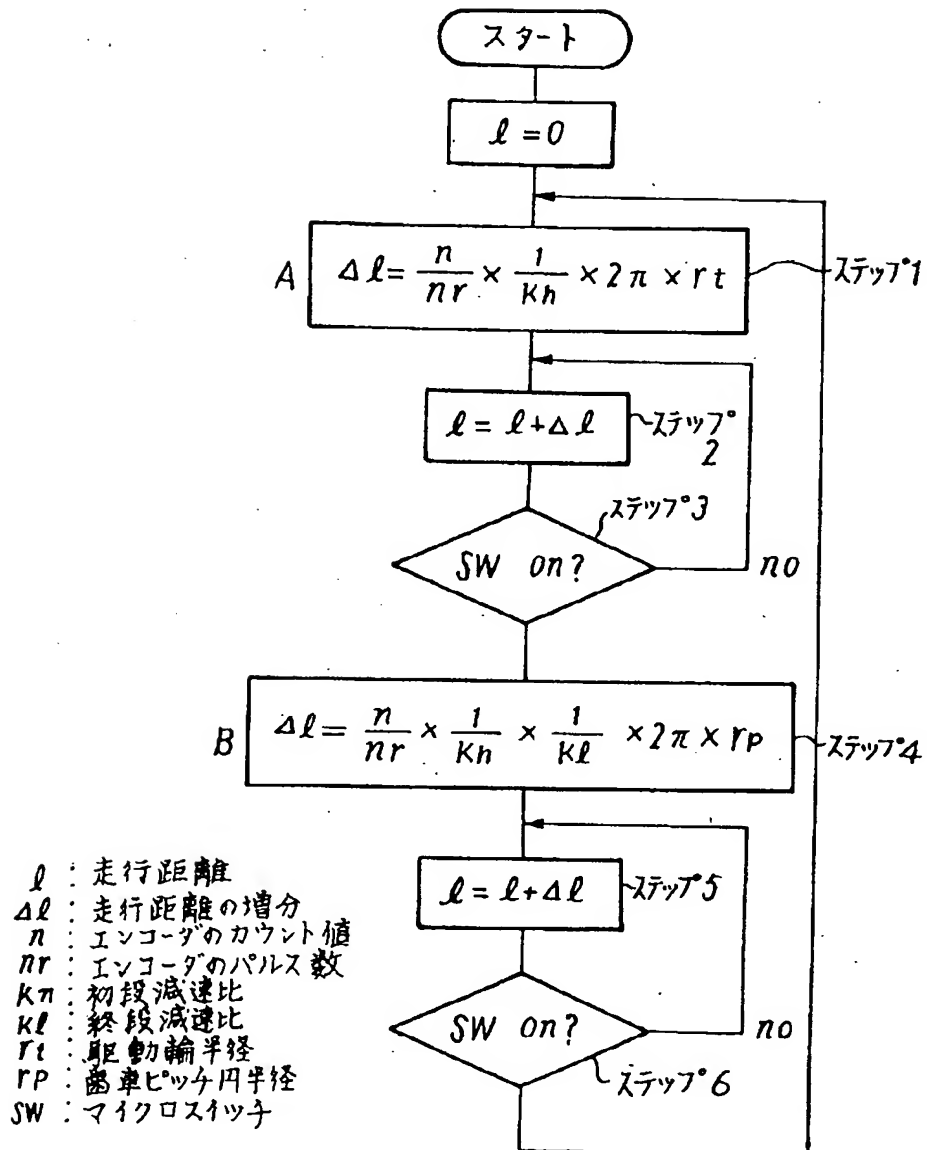 スタート
l = 0
A
Δl = n/nr × 1/Kn × 2π × rt
ステップ1
l = l + Δl
ステップ2
ステップ3
SW on?
no
B
Δl = n/nr × 1/Kn × 1/Kl × 2π × rp
ステップ4
l = l + Δl
ステップ5
SW on?
no
ステップ6
l : 走行距離
Δl : 走行距離の増分
n : エンコーダのカウント値
nr : エンコーダのパルス数
Kn : 初段減速比
Kl : 終段減速比
rt : 駆動輪半径
rp : 歯車ピッチ円半径
SW : マイクロスイッチ